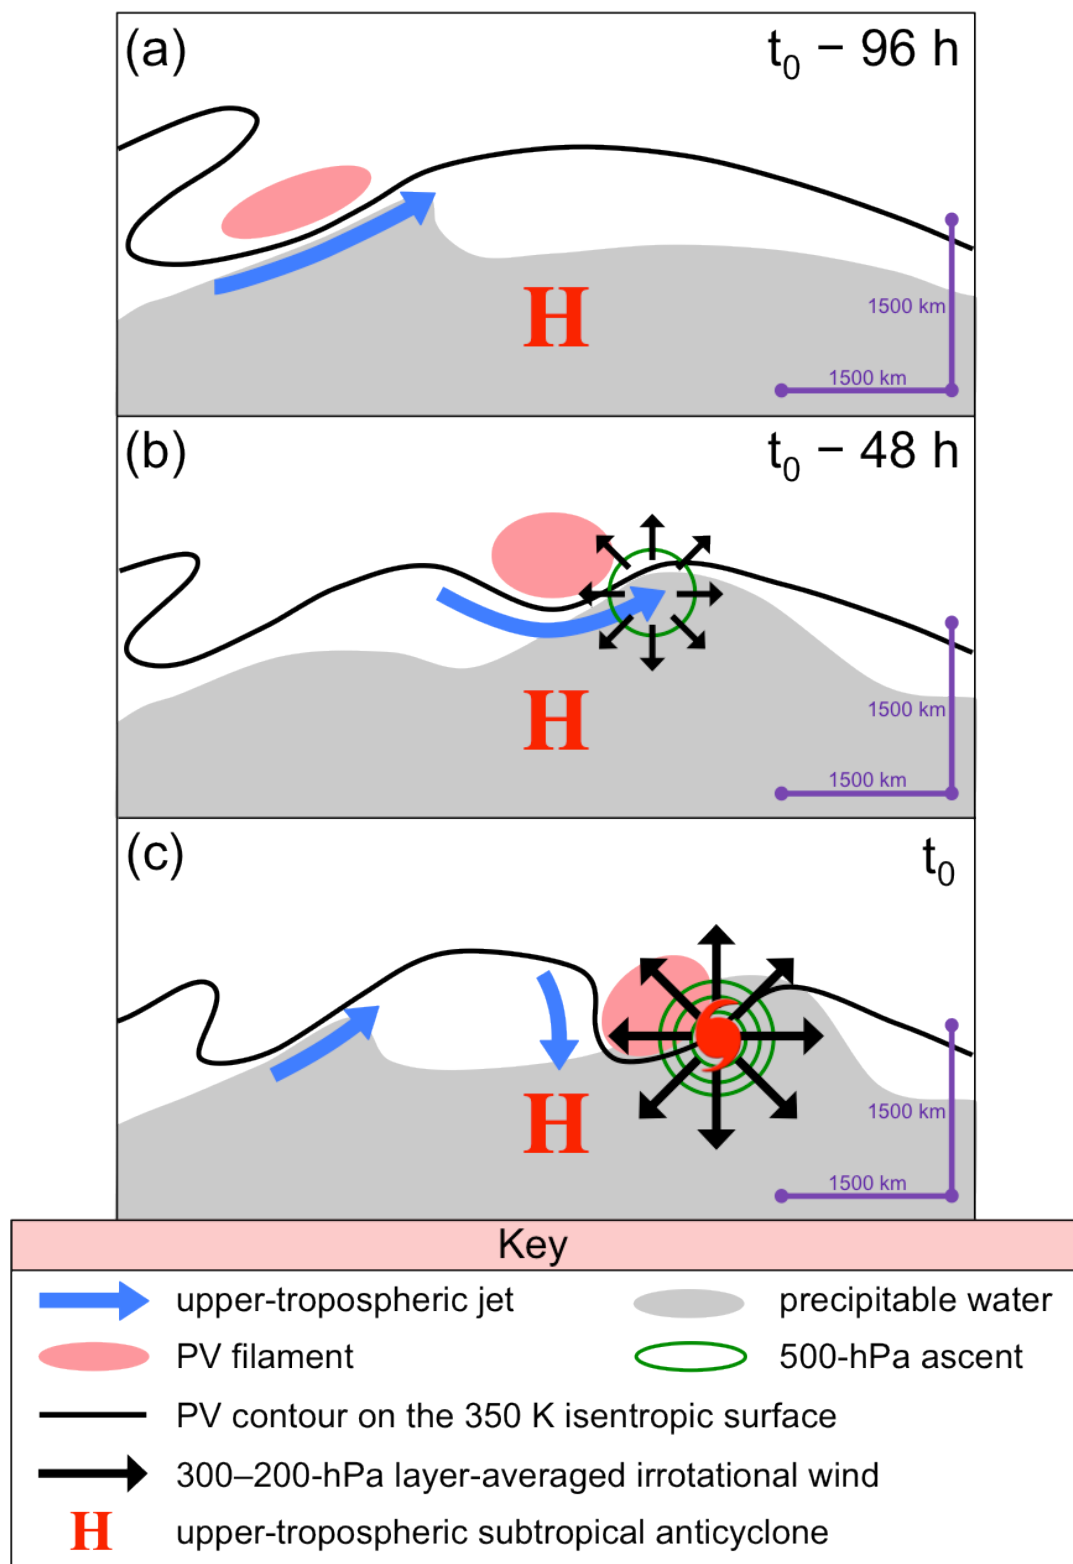 (a) t₀ − 96 h
H
1500 km
1500 km
(b) t₀ − 48 h
H
1500 km
1500 km
(c) t₀
H
1500 km
1500 km
Key
upper-tropospheric jet precipitable water
PV filament 500-hPa ascent
PV contour on the 350 K isentropic surface
300–200-hPa layer-averaged irrotational wind
H upper-tropospheric subtropical anticyclone